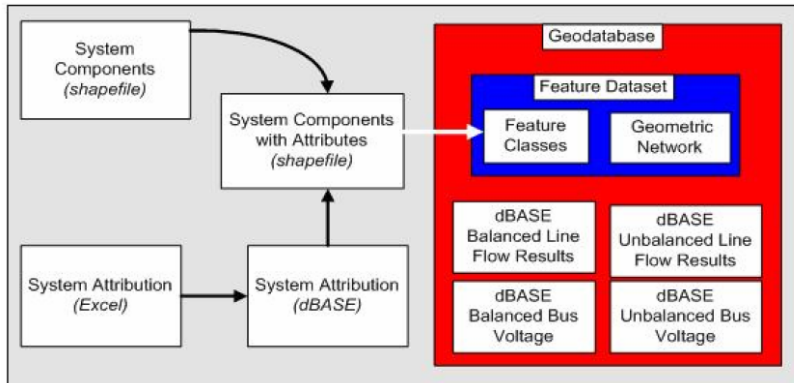 System
Components
(shapefile)
System Components
with Attributes
(shapefile)
System Attribution
(Excel)
System Attribution
(dBASE)
Geodatabase
Feature Dataset
Feature
Classes
Geometric
Network
dBASE
Balanced Line
Flow Results
dBASE
Unbalanced Line
Flow Results
dBASE
Balanced Bus
Voltage
dBASE
Unbalanced Bus
Voltage